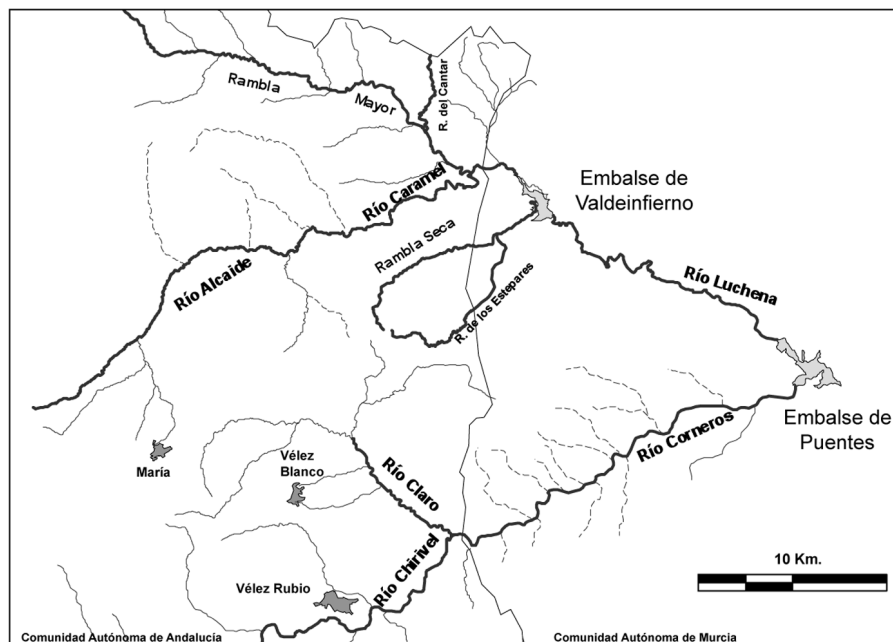 Rambla
Mayor
R. del Cantar
Embalse de
Valdeinfierno
Río Caramel
Rambla Seca
Río Alcaide
R. de los Estepares
Río Luchena
Embalse de
Puentes
Río Corneros
María
Vélez
Blanco
Río Claro
Río Chirivel
Vélez Rubio
10 Km.
Comunidad Autónoma de Andalucía
Comunidad Autónoma de Murcia